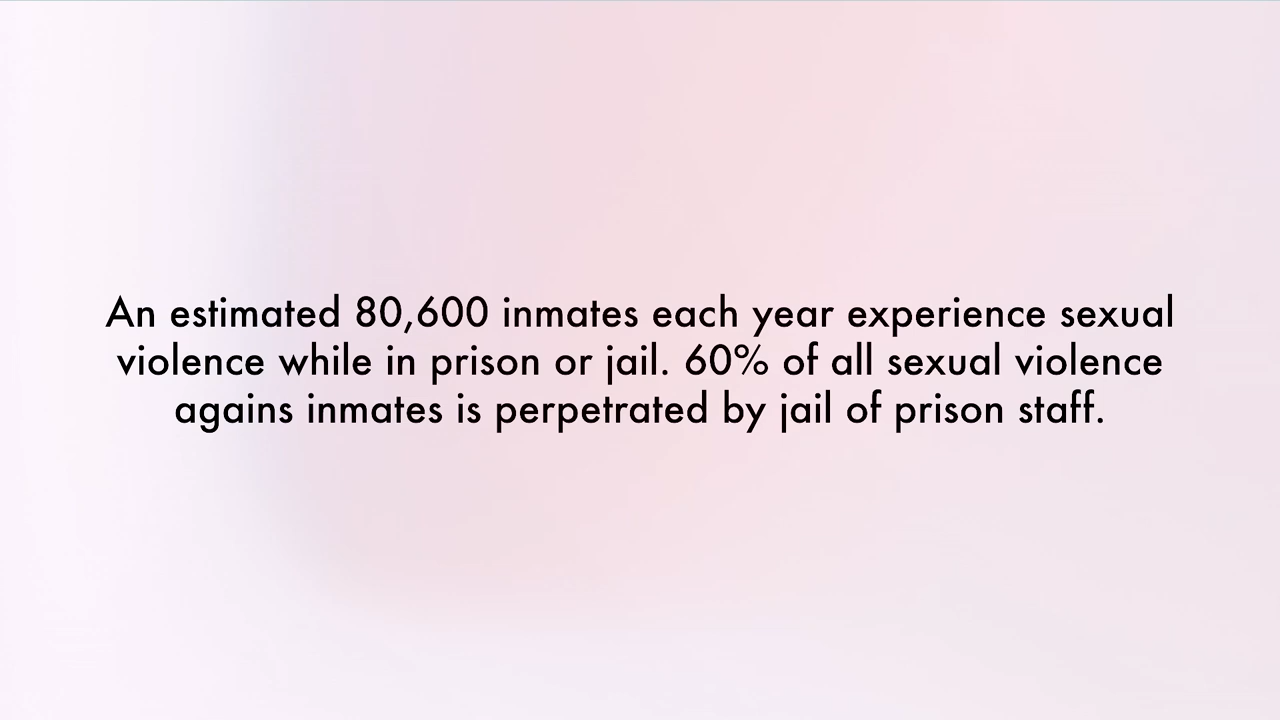 An estimated 80,600 inmates each year experience sexual
violence while in prison or jail. 60% of all sexual violence
agains inmates is perpetrated by jail of prison staff.